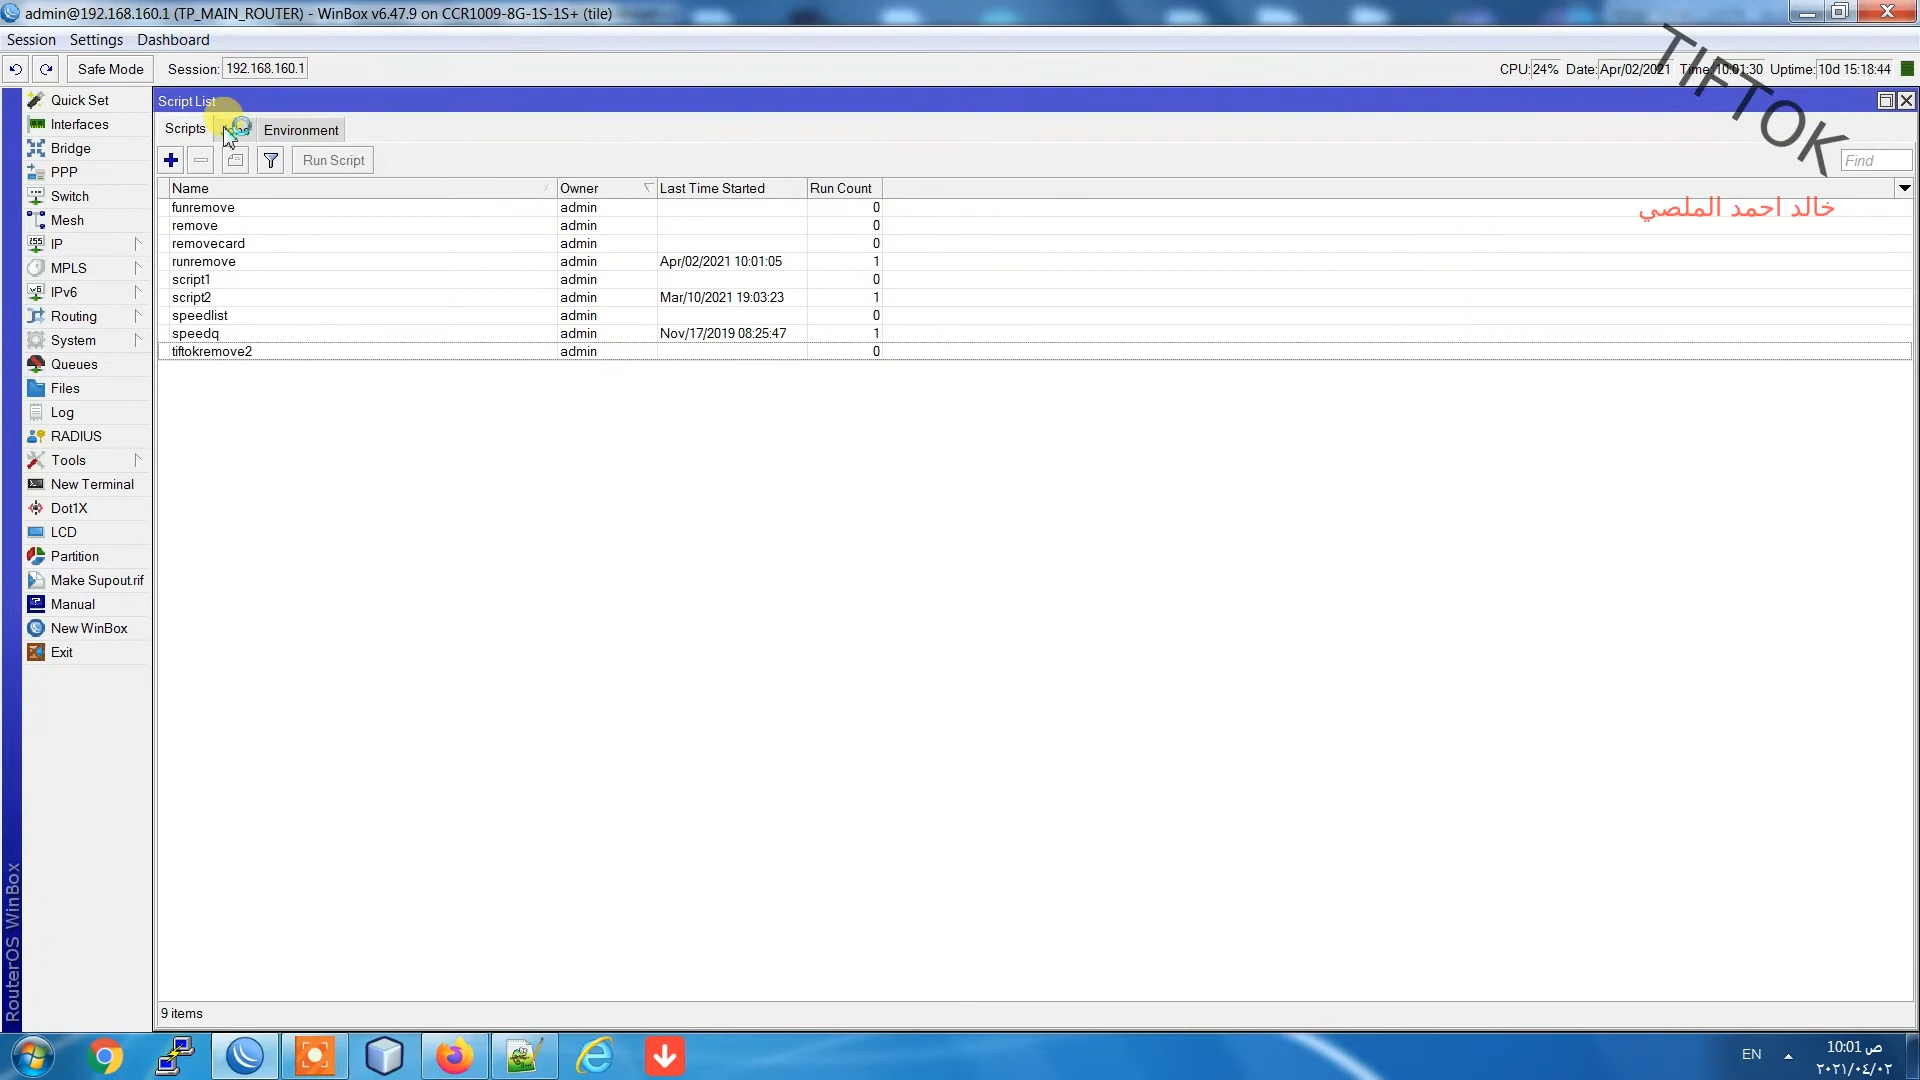 admin@192.168.160.1 (TP_MAIN_ROUTER) - WinBox v6.47.9 on CCR1009-8G-1S-1S+ (tile)
Session Settings Dashboard
Safe Mode Session: 192.168.160.1 CPU: 24% Date: Apr/02/2021 Time: 10:01:30 Uptime: 10d 15:18:44
TIFTOK
خالد احمد الملصي
Quick Set
Interfaces
Bridge
PPP
Switch
Mesh
IP
MPLS
IPv6
Routing
System
Queues
Files
Log
RADIUS
Tools
New Terminal
Dot1X
LCD
Partition
Make Supout.rif
Manual
New WinBox
Exit
RouterOS WinBox
Script List
Scripts Environment
Run Script Find
Name Owner Last Time Started Run Count
funremove admin 0
remove admin 0
removecard admin 0
runremove admin Apr/02/2021 10:01:05 1
script1 admin 0
script2 admin Mar/10/2021 19:03:23 1
speedlist admin 0
speedq admin Nov/17/2019 08:25:47 1
tiftokremove2 admin 0
9 items
EN
10:01 ص
٢٠٢١/٠٤/٠٢